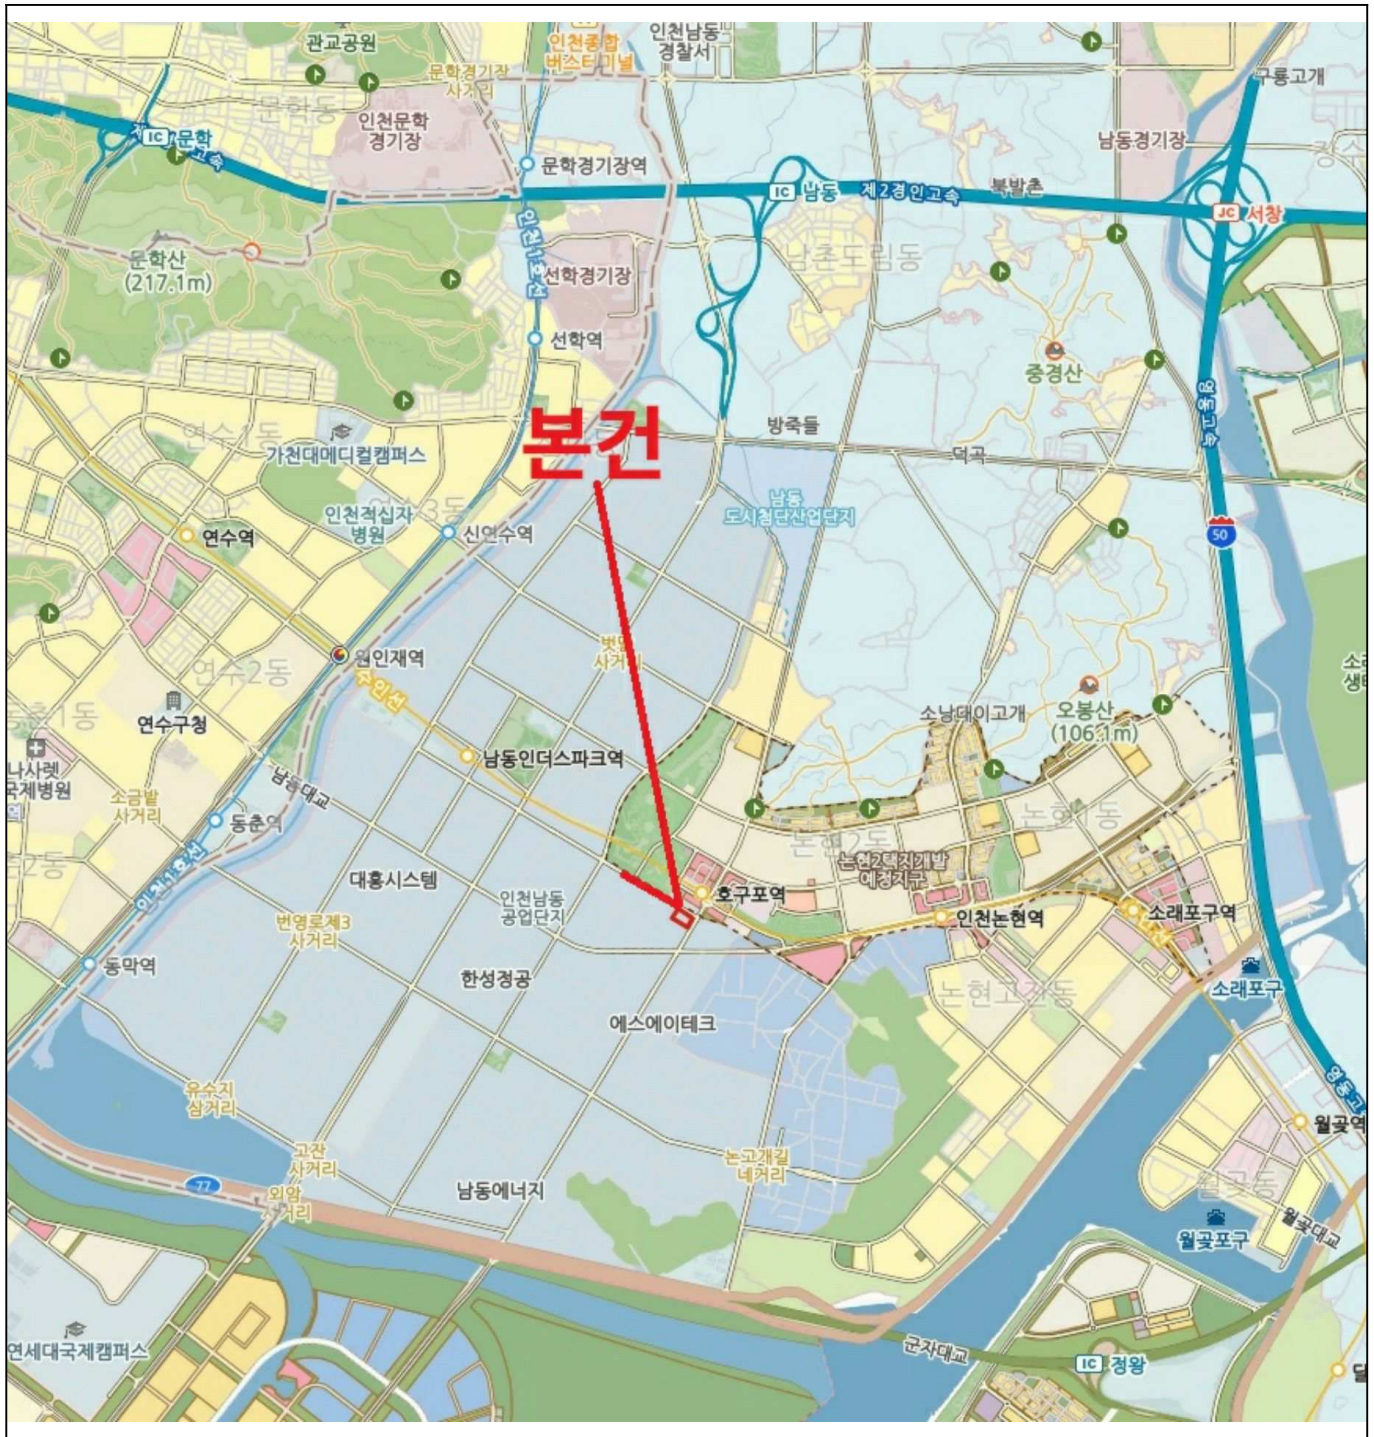 관교공원
인천종합
버스터미널
인천남동
경찰서
구룡고개
문학경기장
사거리
문학동
인천문학
경기장
남동경기장
장수
IC 문학
문학경기장역
IC 남동
제2경인고속
북발촌
JC 서창
인천1호선
문학산
(217.1m)
선학경기장
남촌도림동
선학역
중경산
영동고속
본건
방죽들
연수1동
가천대메디컬캠퍼스
덕곡
남동
도시첨단산업단지
연수3동
인천적십자
병원
연수역
신연수역
50
사거리
원인재역
연수2동
수인선
연수구청
소낭대이고개
오봉산
(106.1m)
나사렛
국제병원
남동인더스파크역
남동대교
소금밭
사거리
동춘역
논현2동
논현1동
논현2택지개발
예정지구
인천1호선
대흥시스템
인천남동
공업단지
호구포역
인천논현역
소래포구역
번영로제3
사거리
동막역
한성정공
소래포구
논현고잔동
에스에이테크
유수지
삼거리
월곶역
고잔
사거리
논고개길
네거리
77
외암
사거리
남동에너지
월곶동
월곶포구
월곶대교
연세대국제캠퍼스
군자대교
IC 정왕